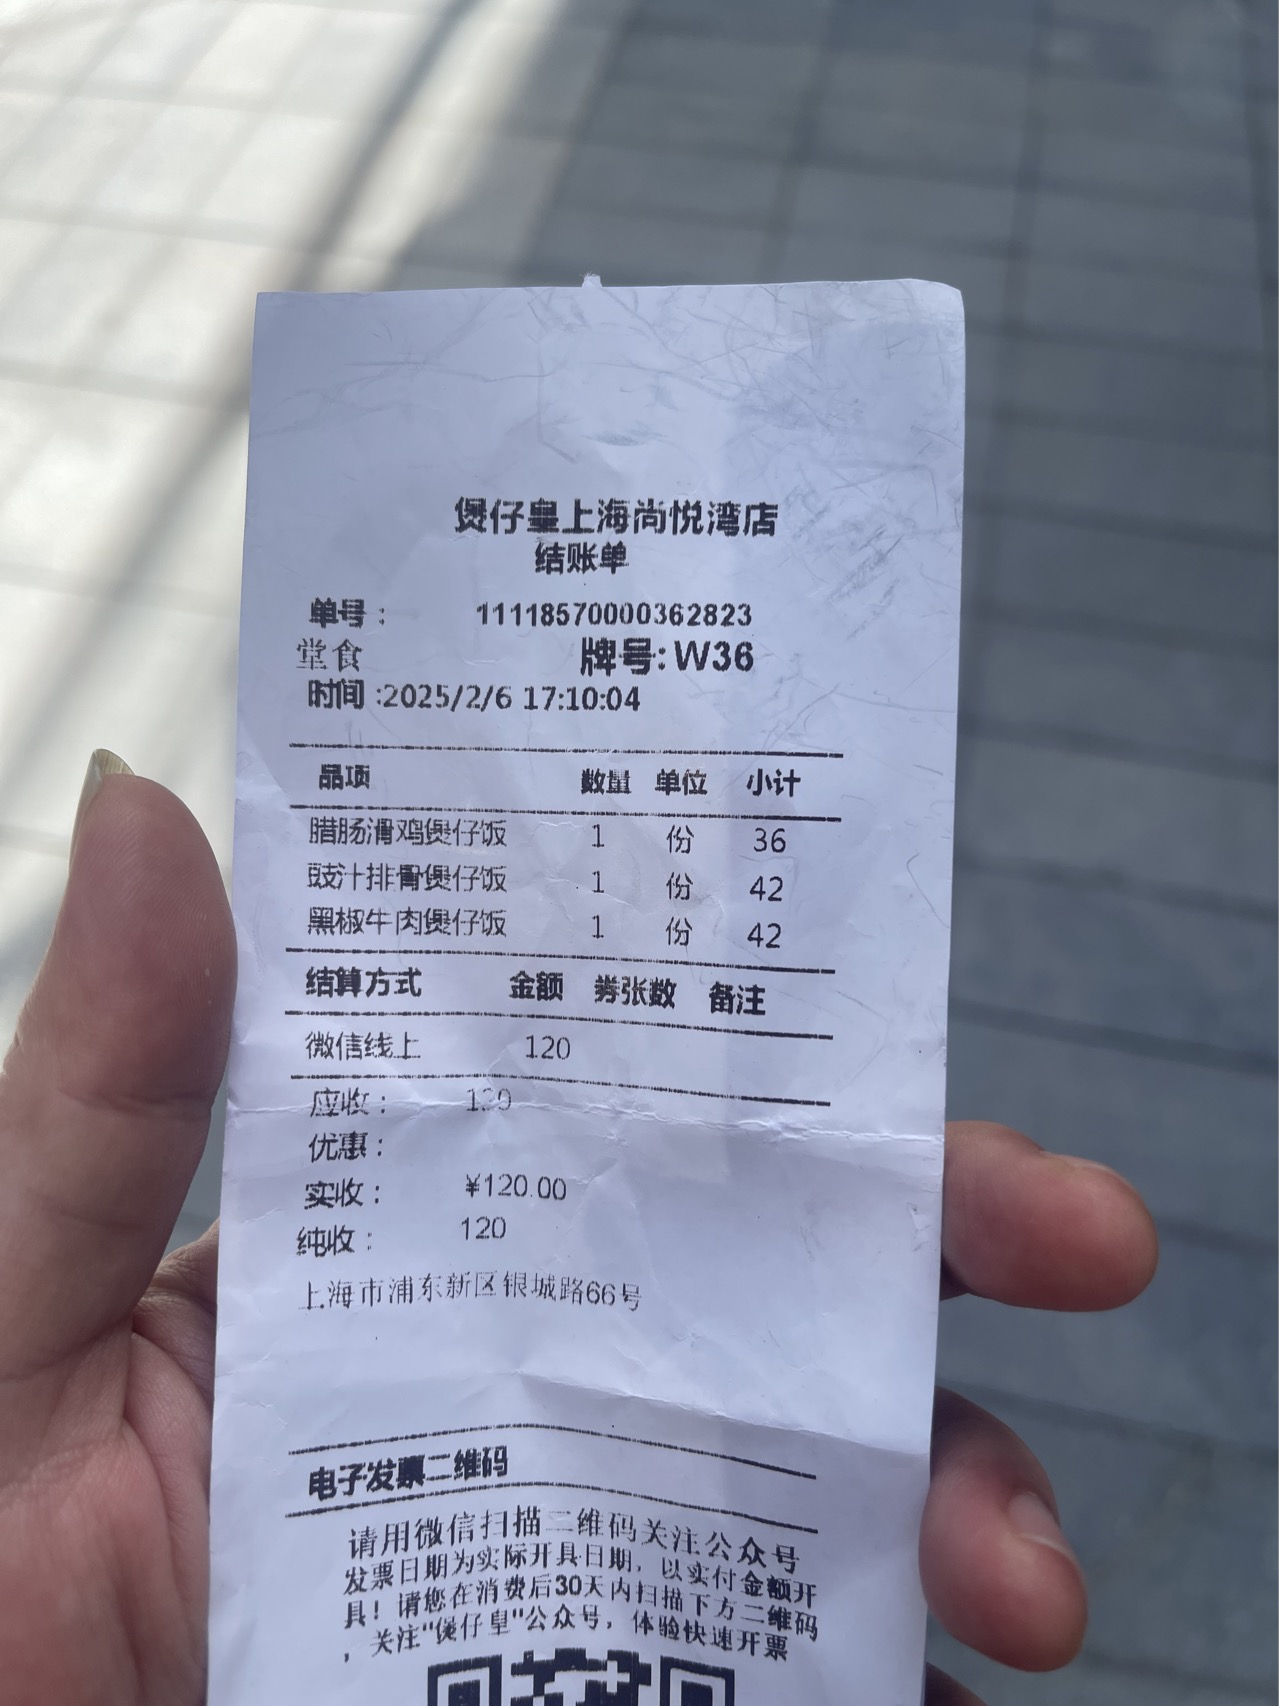 煲仔皇上海尚悦湾店
结账单
单号： 11118570000362823
堂食 牌号:W36
时间:2025/2/6 17:10:04
品项 数量 单位 小计
腊肠滑鸡煲仔饭 1 份 36
豉汁排骨煲仔饭 1 份 42
黑椒牛肉煲仔饭 1 份 42
结算方式 金额 券张数 备注
微信线上 120
应收： 120
优惠：
实收： ¥120.00
纯收： 120
上海市浦东新区银城路66号
电子发票二维码
请用微信扫描二维码关注公众号
发票日期为实际开具日期，以实付金额开
具！请您在消费后30天内扫描下方二维码
，关注"煲仔皇"公众号，体验快速开票